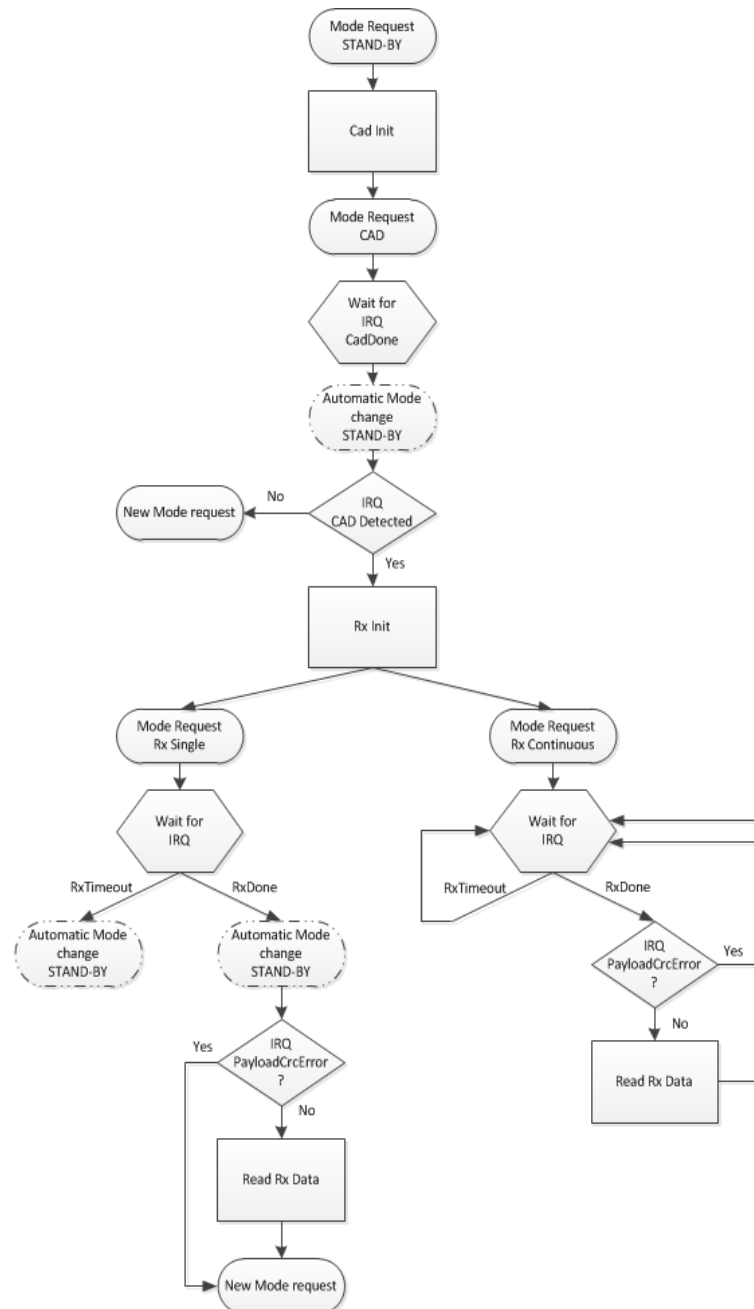 Mode Request
STAND-BY
Cad Init
Mode Request
CAD
Wait for
IRQ
CadDone
Automatic Mode
change
STAND-BY
IRQ
CAD Detected
No
New Mode request
Yes
Rx Init
Mode Request
Rx Single
Mode Request
Rx Continuous
Wait for
IRQ
Wait for
IRQ
RxTimeout
RxDone
RxTimeout
RxDone
Automatic Mode
change
STAND-BY
Automatic Mode
change
STAND-BY
IRQ
PayloadCrcError
?
Yes
No
Read Rx Data
IRQ
PayloadCrcError
?
Yes
No
Read Rx Data
New Mode request